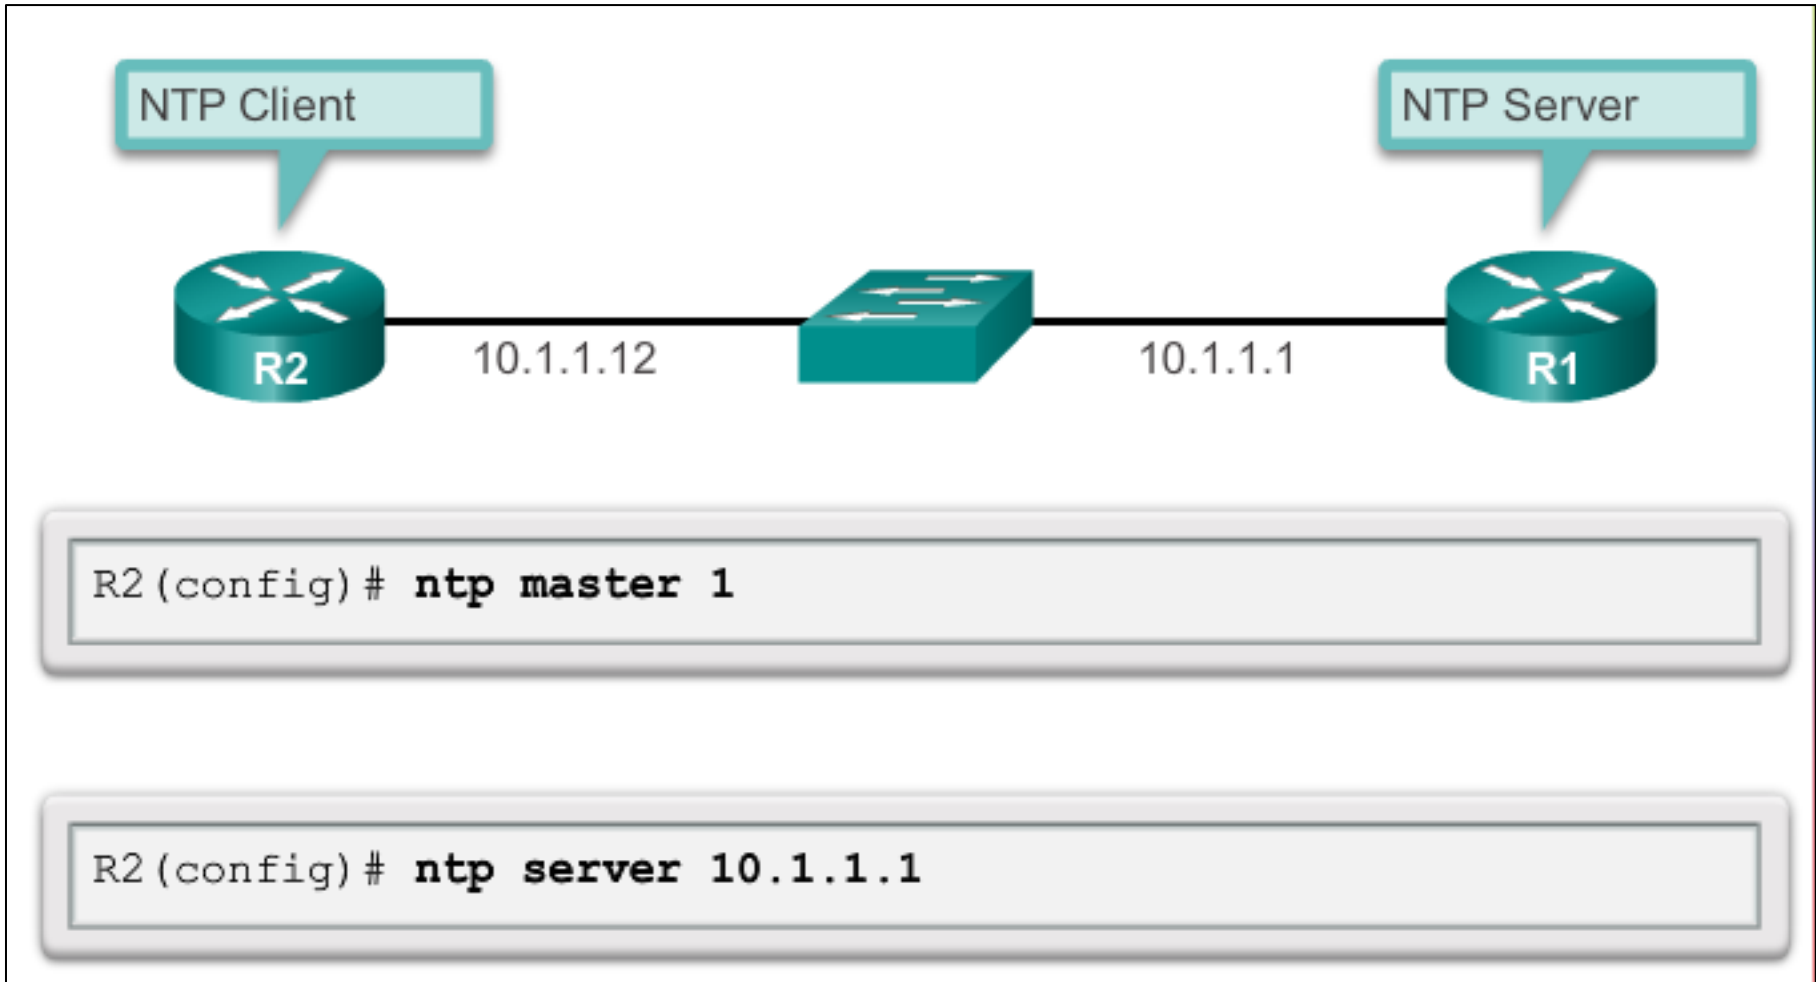 NTP Client
NTP Server
R2
10.1.1.12
10.1.1.1
R1
R2(config)# ntp master 1
R2(config)# ntp server 10.1.1.1